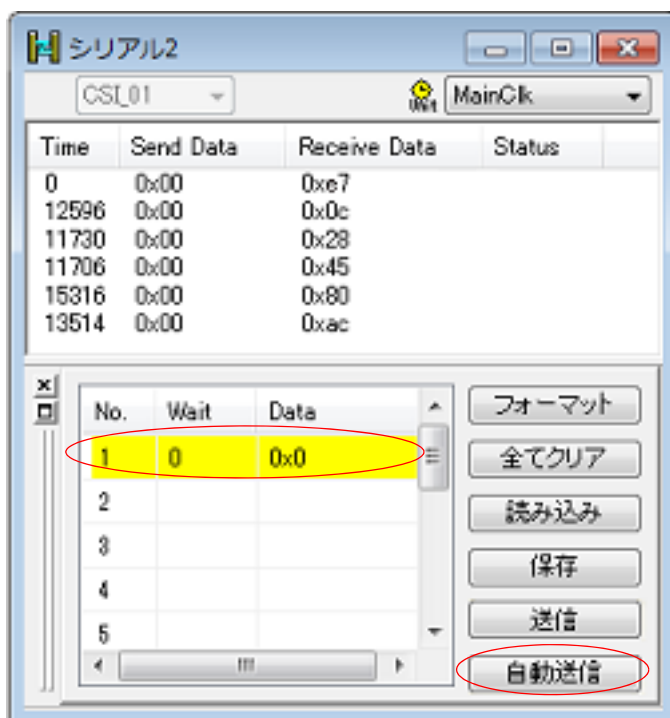 シリアル2
CSI_01 MainClk
Time Send Data Receive Data Status
0 0x00 0xe7
12596 0x00 0x0c
11730 0x00 0x28
11706 0x00 0x45
15316 0x00 0x80
13514 0x00 0xac
No. Wait Data
1 0 0x0
2
3
4
5
フォーマット
全てクリア
読み込み
保存
送信
自動送信